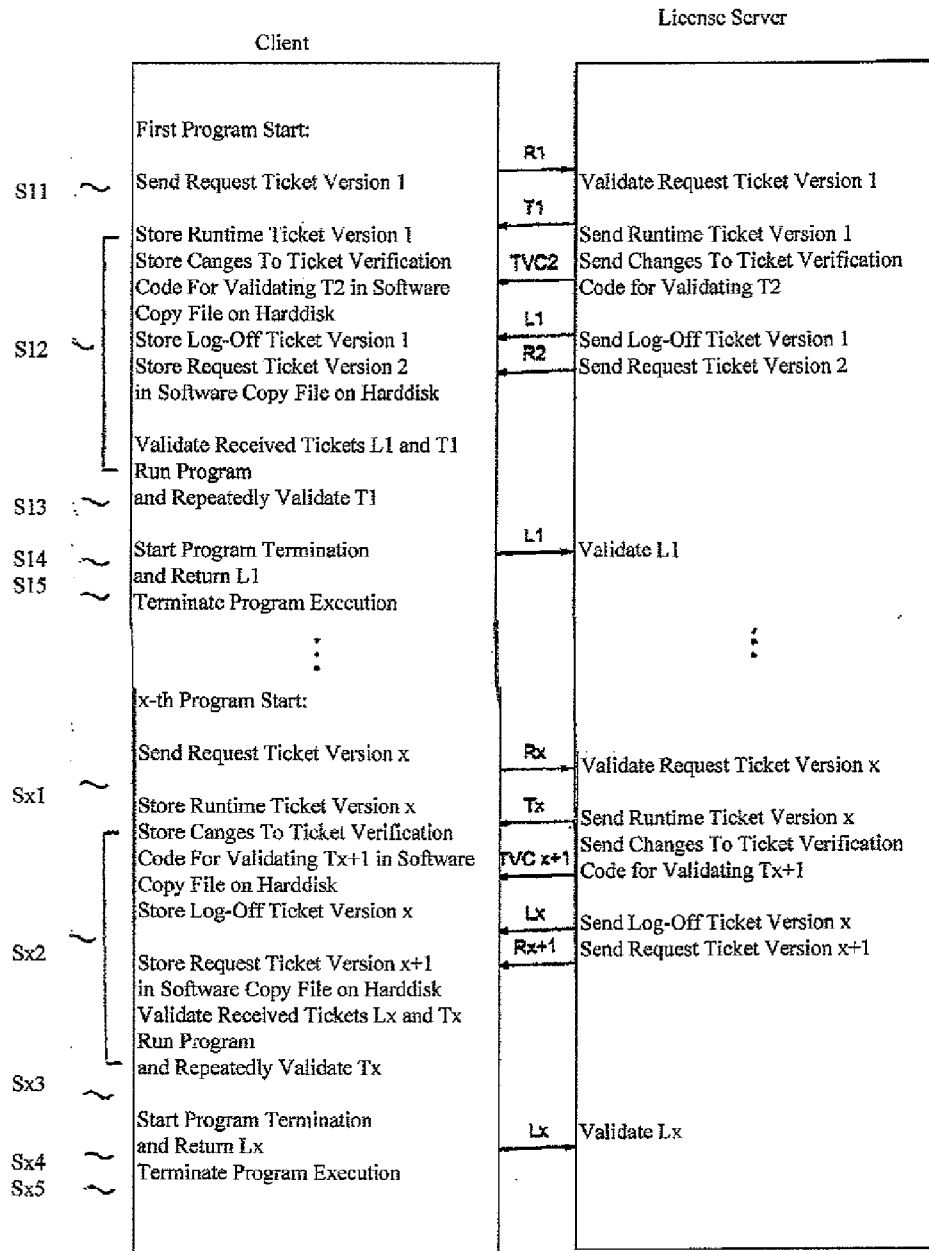 License Server
Client
First Program Start:
R1
S11
Send Request Ticket Version 1
Validate Request Ticket Version 1
T1
Store Runtime Ticket Version 1
Send Runtime Ticket Version 1
Store Canges To Ticket Verification
TVC2
Send Changes To Ticket Verification
Code For Validating T2 in Software
Code for Validating T2
Copy File on Harddisk
L1
Store Log-Off Ticket Version 1
Send Log-Off Ticket Version 1
S12
R2
Store Request Ticket Version 2
Send Request Ticket Version 2
in Software Copy File on Harddisk
Validate Received Tickets L1 and T1
Run Program
and Repeatedly Validate T1
S13
L1
Start Program Termination
Validate L1
S14
and Return L1
S15
Terminate Program Execution
x-th Program Start:
Send Request Ticket Version x
Rx
Validate Request Ticket Version x
Sx1
Tx
Store Runtime Ticket Version x
Send Runtime Ticket Version x
Store Canges To Ticket Verification
Send Changes To Ticket Verification
Code For Validating Tx+1 in Software
TVC x+1
Code for Validating Tx+1
Copy File on Harddisk
Store Log-Off Ticket Version x
Lx
Send Log-Off Ticket Version x
Sx2
Rx+1
Send Request Ticket Version x+1
Store Request Ticket Version x+1
in Software Copy File on Harddisk
Validate Received Tickets Lx and Tx
Run Program
and Repeatedly Validate Tx
Sx3
Start Program Termination
Lx
Validate Lx
and Return Lx
Sx4
Terminate Program Execution
Sx5